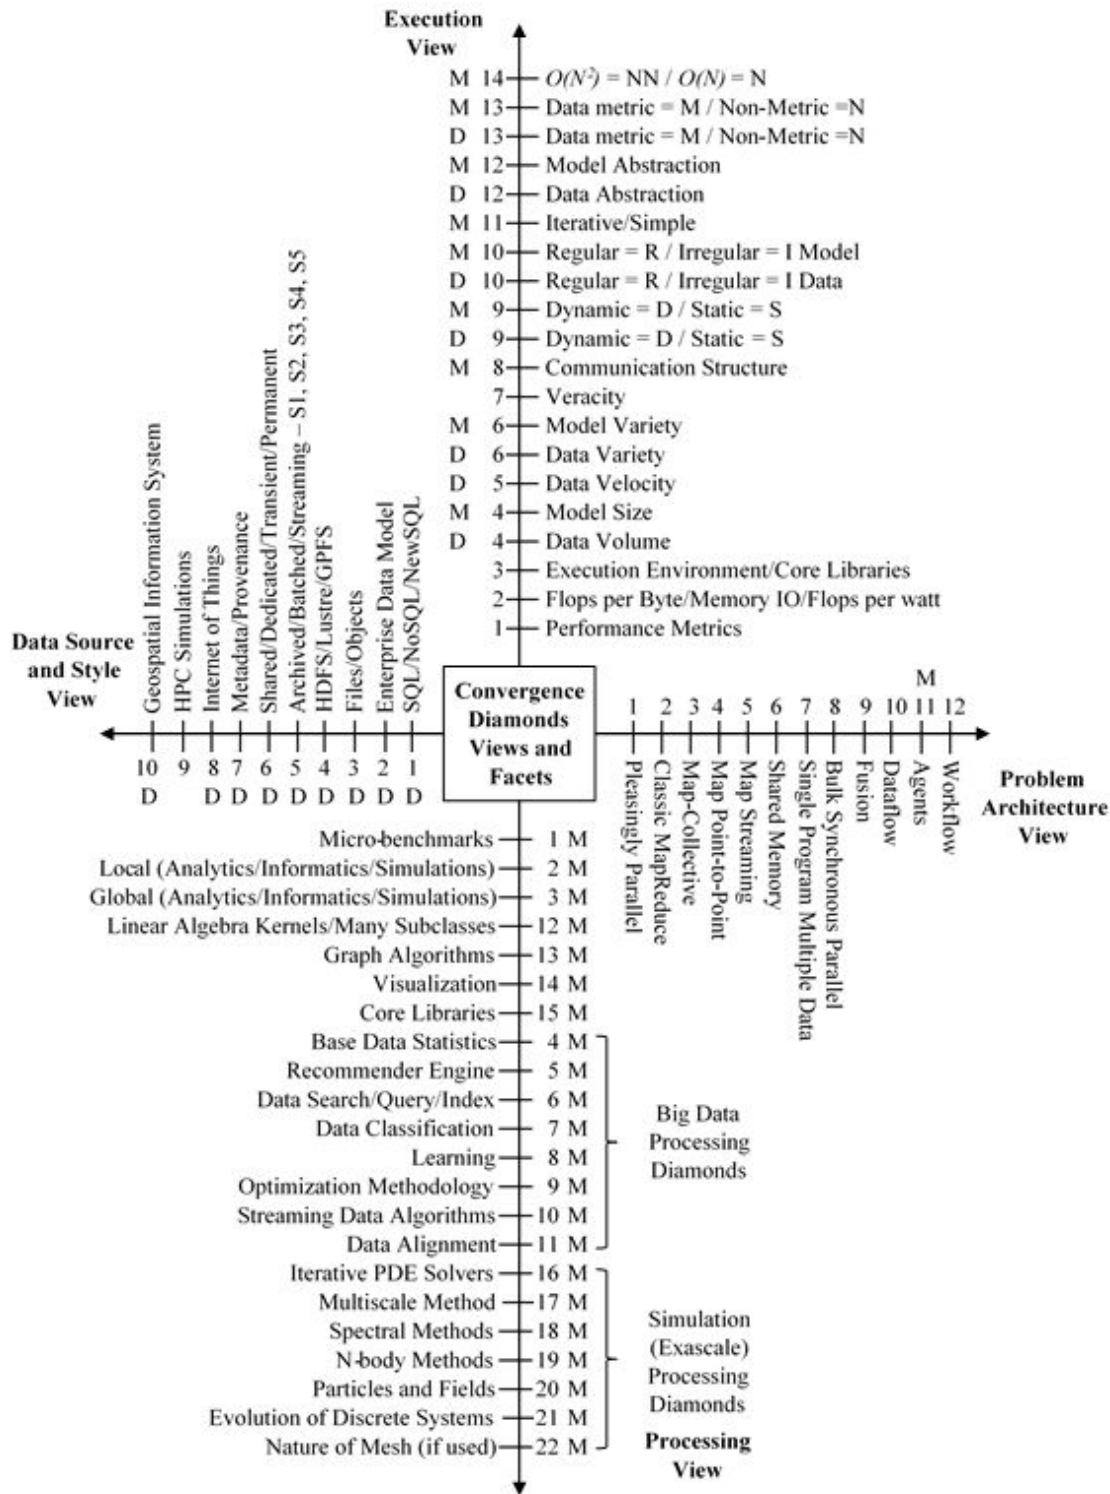 Execution
View
M 14 O(N²) = NN / O(N) = N
M 13 Data metric = M / Non-Metric =N
D 13 Data metric = M / Non-Metric =N
M 12 Model Abstraction
D 12 Data Abstraction
M 11 Iterative/Simple
M 10 Regular = R / Irregular = I Model
D 10 Regular = R / Irregular = I Data
M 9 Dynamic = D / Static = S
D 9 Dynamic = D / Static = S
M 8 Communication Structure
7 Veracity
M 6 Model Variety
D 6 Data Variety
D 5 Data Velocity
M 4 Model Size
D 4 Data Volume
3 Execution Environment/Core Libraries
2 Flops per Byte/Memory IO/Flops per watt
1 Performance Metrics
Data Source
and Style
View
Geospatial Information System
HPC Simulations
Internet of Things
Metadata/Provenance
Shared/Dedicated/Transient/Permanent
Archived/Batched/Streaming – S1, S2, S3, S4, S5
HDFS/Lustre/GPFS
Files/Objects
Enterprise Data Model
SQL/NoSQL/NewSQL
10 9 8 7 6 5 4 3 2 1
D D D D D D D D D
Convergence
Diamonds
Views and
Facets
M
1 2 3 4 5 6 7 8 9 10 11 12
Pleasingly Parallel
Classic MapReduce
Map-Collective
Map Point-to-Point
Map Streaming
Shared Memory
Single Program Multiple Data
Bulk Synchronous Parallel
Fusion
Dataflow
Agents
Workflow
Problem
Architecture
View
Micro-benchmarks 1 M
Local (Analytics/Informatics/Simulations) 2 M
Global (Analytics/Informatics/Simulations) 3 M
Linear Algebra Kernels/Many Subclasses 12 M
Graph Algorithms 13 M
Visualization 14 M
Core Libraries 15 M
Base Data Statistics 4 M
Recommender Engine 5 M
Data Search/Query/Index 6 M
Data Classification 7 M
Learning 8 M
Optimization Methodology 9 M
Streaming Data Algorithms 10 M
Data Alignment 11 M
Big Data
Processing
Diamonds
Iterative PDE Solvers 16 M
Multiscale Method 17 M
Spectral Methods 18 M
N-body Methods 19 M
Particles and Fields 20 M
Evolution of Discrete Systems 21 M
Nature of Mesh (if used) 22 M
Simulation
(Exascale)
Processing
Diamonds
Processing
View